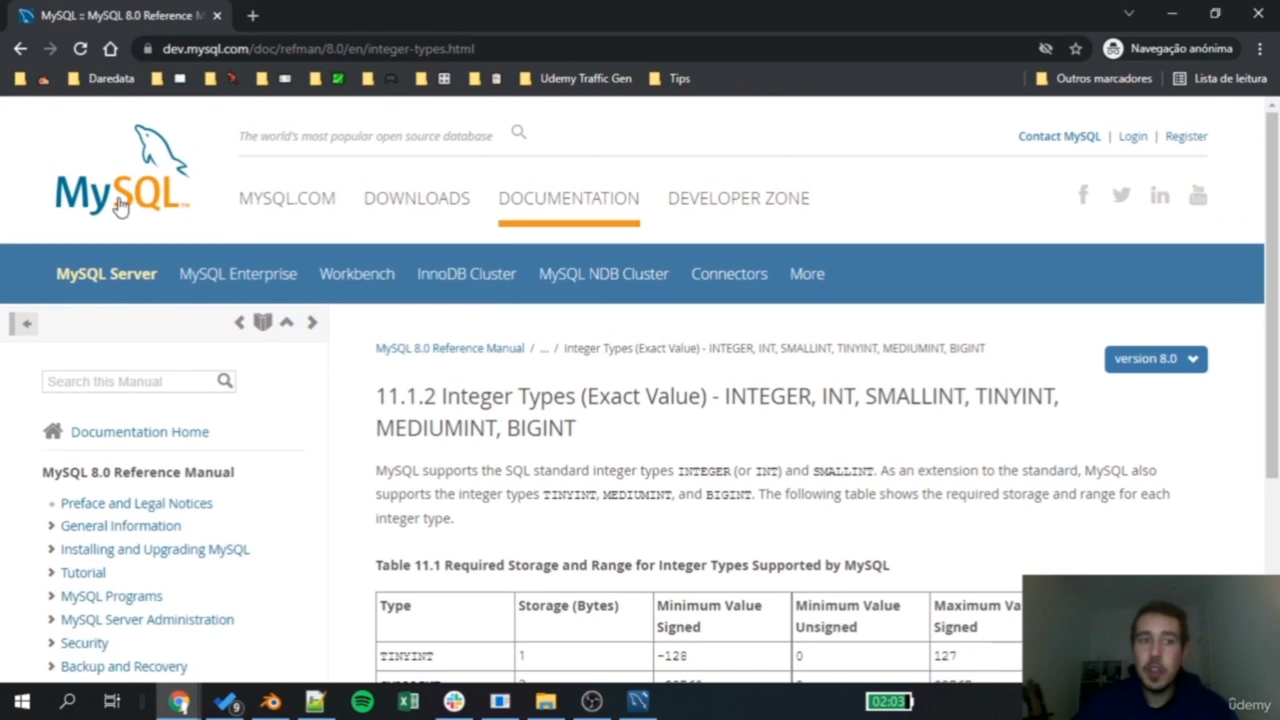 MySQL :: MySQL 8.0 Reference M
dev.mysql.com/doc/refman/8.0/en/integer-types.html
Navegação anónima
Daredata
Udemy Traffic Gen
Tips
Outros marcadores
Lista de leitura
MySQL™
The world's most popular open source database
Contact MySQL | Login | Register
MYSQL.COM
DOWNLOADS
DOCUMENTATION
DEVELOPER ZONE
MySQL Server
MySQL Enterprise
Workbench
InnoDB Cluster
MySQL NDB Cluster
Connectors
More
Search this Manual
Documentation Home
MySQL 8.0 Reference Manual
Preface and Legal Notices
General Information
Installing and Upgrading MySQL
Tutorial
MySQL Programs
MySQL Server Administration
Security
Backup and Recovery
MySQL 8.0 Reference Manual / ... / Integer Types (Exact Value) - INTEGER, INT, SMALLINT, TINYINT, MEDIUMINT, BIGINT
version 8.0
11.1.2 Integer Types (Exact Value) - INTEGER, INT, SMALLINT, TINYINT,
MEDIUMINT, BIGINT
MySQL supports the SQL standard integer types INTEGER (or INT) and SMALLINT. As an extension to the standard, MySQL also
supports the integer types TINYINT, MEDIUMINT, and BIGINT. The following table shows the required storage and range for each
integer type.
Table 11.1 Required Storage and Range for Integer Types Supported by MySQL
Type
Storage (Bytes)
Minimum Value
Signed
Minimum Value
Unsigned
Maximum Va
Signed
TINYINT
1
-128
0
127
9
02:03
ûdemy